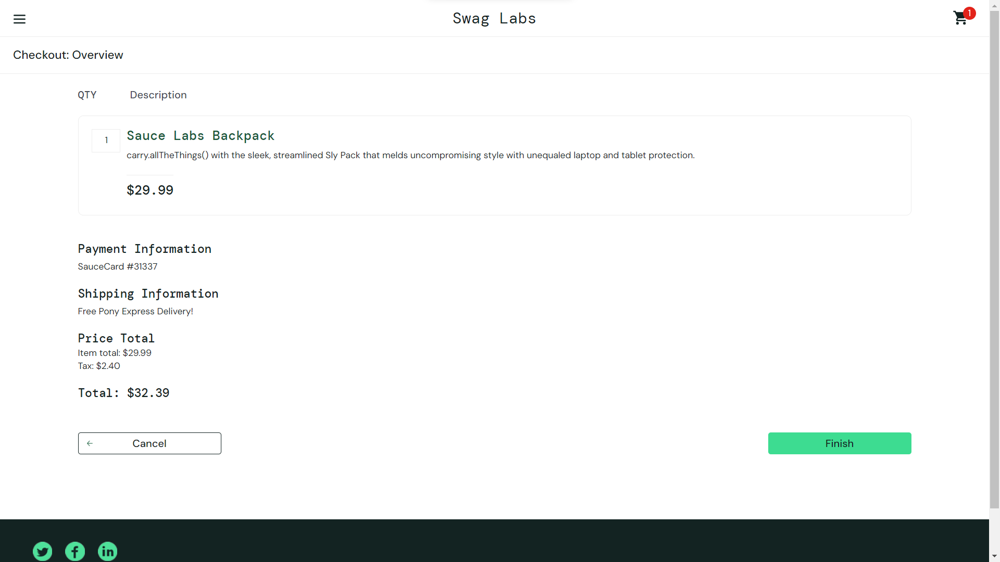 Swag Labs
1
Checkout: Overview
QTY Description
1
Sauce Labs Backpack
carry.allTheThings() with the sleek, streamlined Sly Pack that melds uncompromising style with unequaled laptop and tablet protection.
$29.99
Payment Information
SauceCard #31337
Shipping Information
Free Pony Express Delivery!
Price Total
Item total: $29.99
Tax: $2.40
Total: $32.39
Cancel
Finish